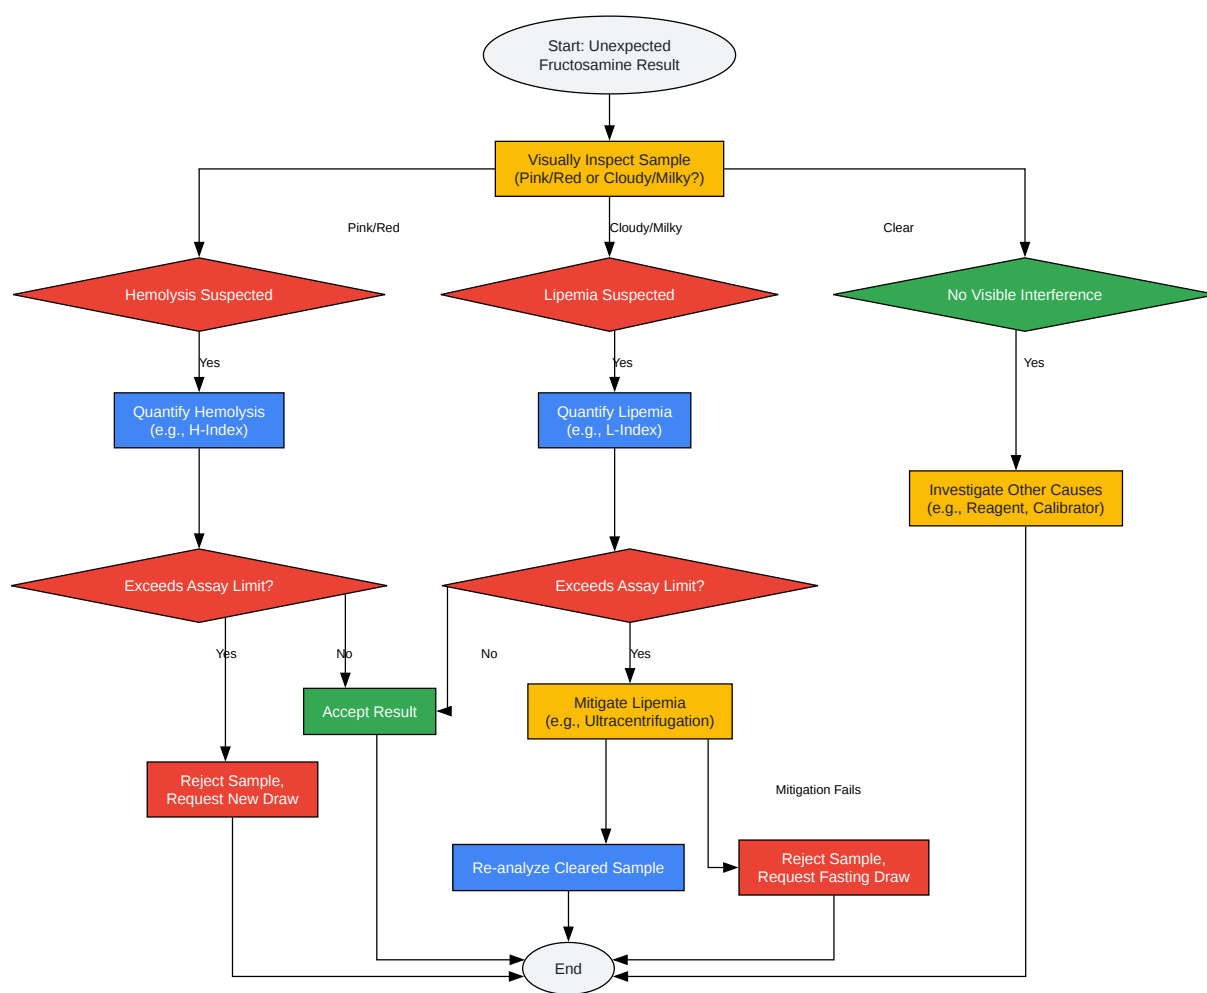 Start: Unexpected
Fructosamine Result
Visually Inspect Sample
(Pink/Red or Cloudy/Milky?)
Pink/Red
Cloudy/Milky
Clear
Hemolysis Suspected
Lipemia Suspected
No Visible Interference
Yes
Yes
Yes
Quantify Hemolysis
(e.g., H-Index)
Quantify Lipemia
(e.g., L-Index)
Investigate Other Causes
(e.g., Reagent, Calibrator)
Exceeds Assay Limit?
Exceeds Assay Limit?
Yes
No
No
Yes
Accept Result
Mitigate Lipemia
(e.g., Ultracentrifugation)
Reject Sample,
Request New Draw
Mitigation Fails
Re-analyze Cleared Sample
Reject Sample,
Request Fasting Draw
End